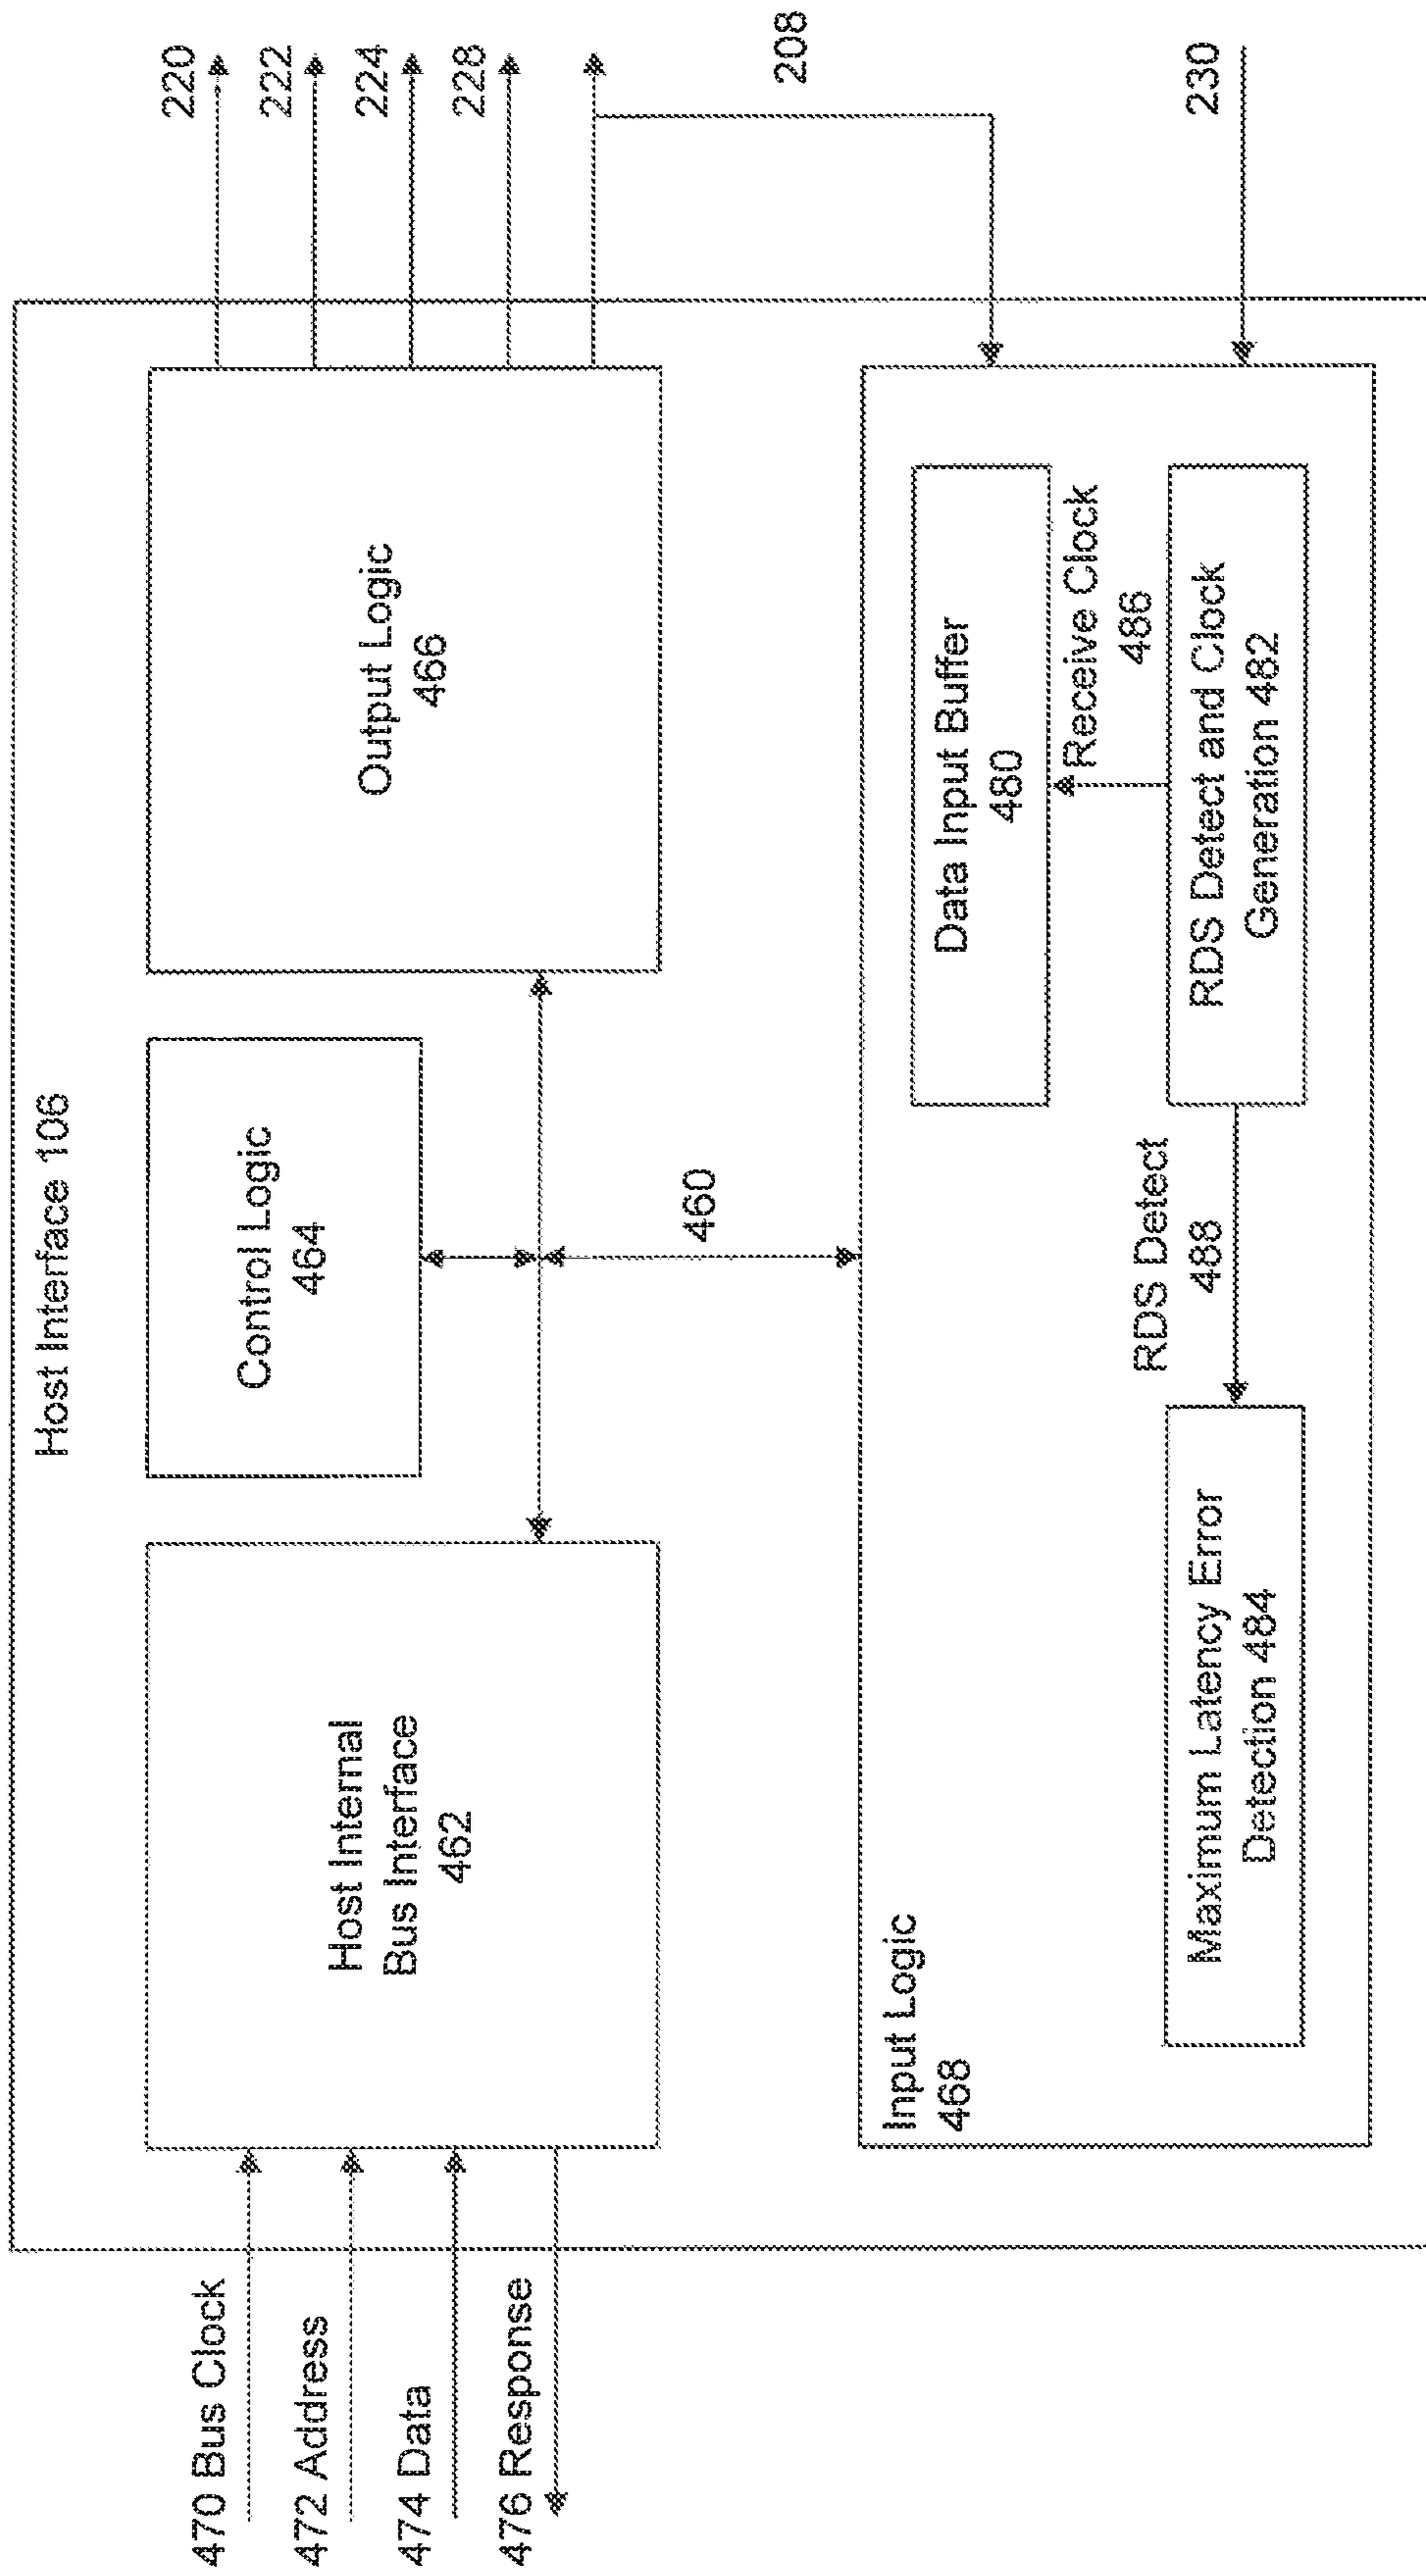 Host Interface 106
470 Bus Clock
472 Address
474 Data
476 Response
Host Internal
Bus Interface
462
Control Logic
464
Output Logic
466
220
222
224
228
208
460
Input Logic
468
Data Input Buffer
480
Receive Clock
486
RDS Detect and Clock
Generation 482
RDS Detect
488
Maximum Latency Error
Detection 484
230